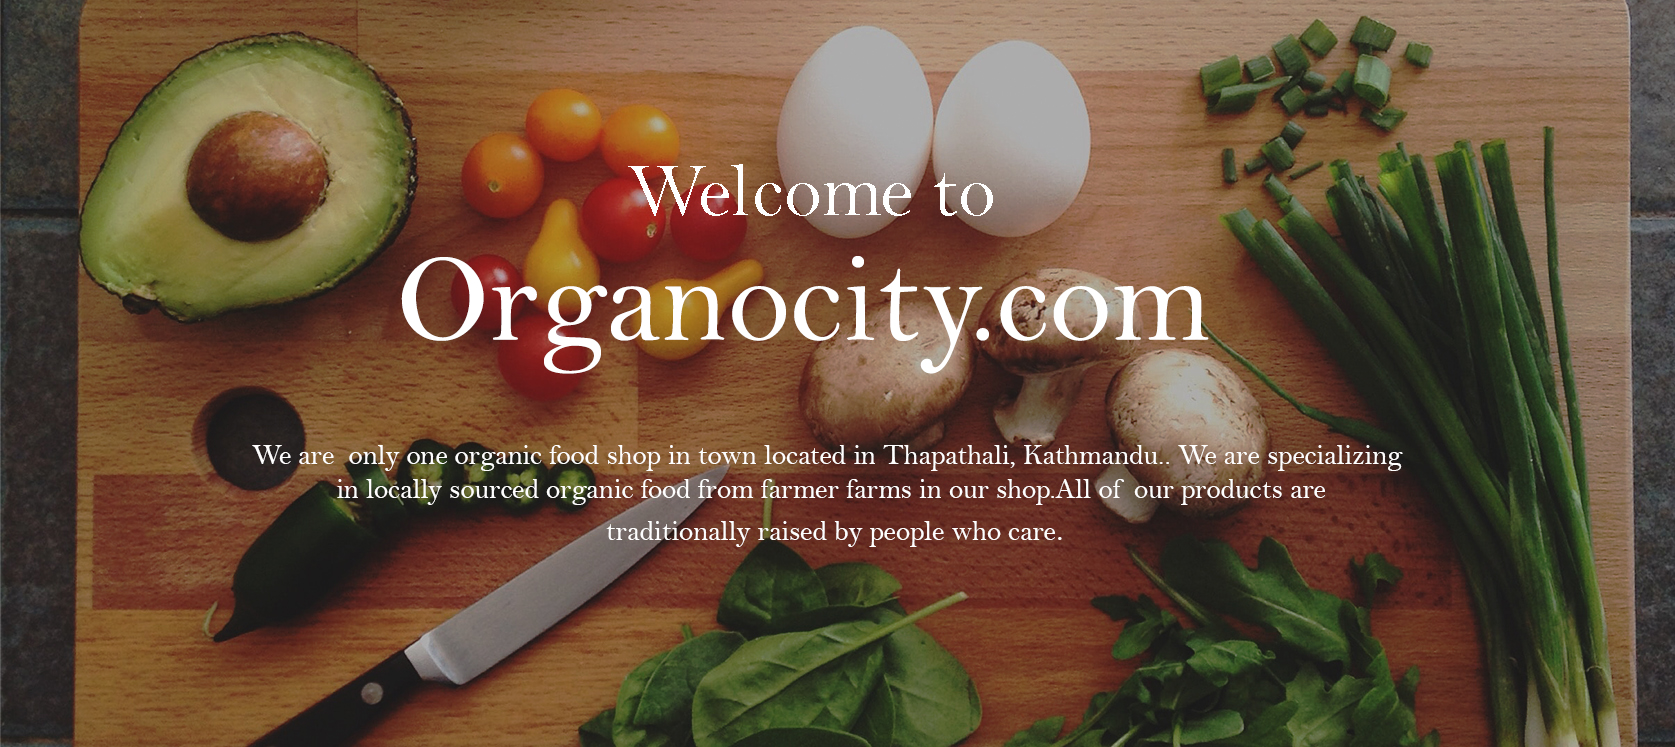 Welcome to
Organocity.com
We are  only one organic food shop in town located in Thapathali, Kathmandu.. We are specializing
in locally sourced organic food from farmer farms in our shop.All of  our products are
traditionally raised by people who care.